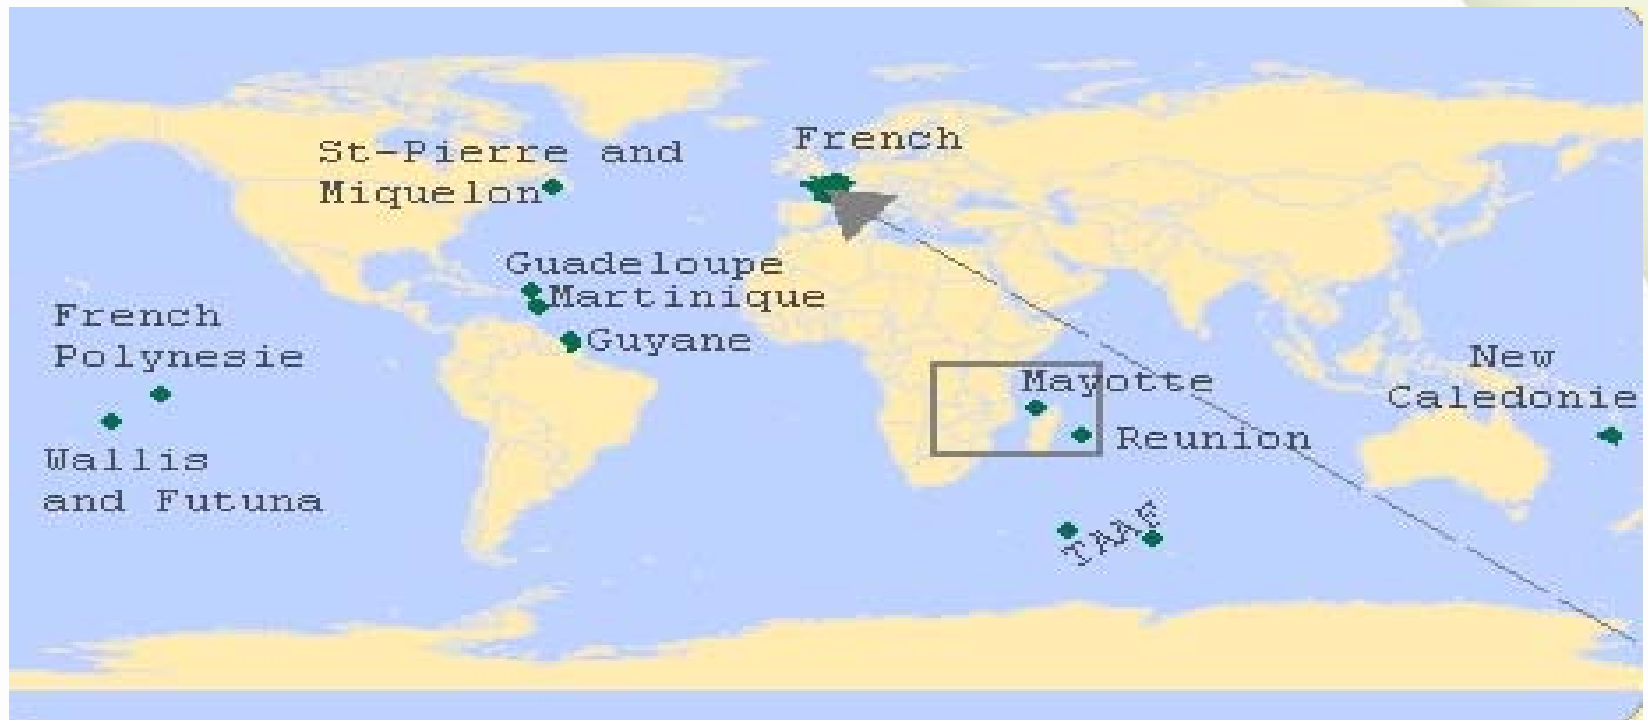 French
St-Pierre and
Miquelon
Guadeloupe
Martinique
Guyane
French
Polynesie
Wallis
and Futuna
Mayotte
Reunion
New
Caledonie
TAAF